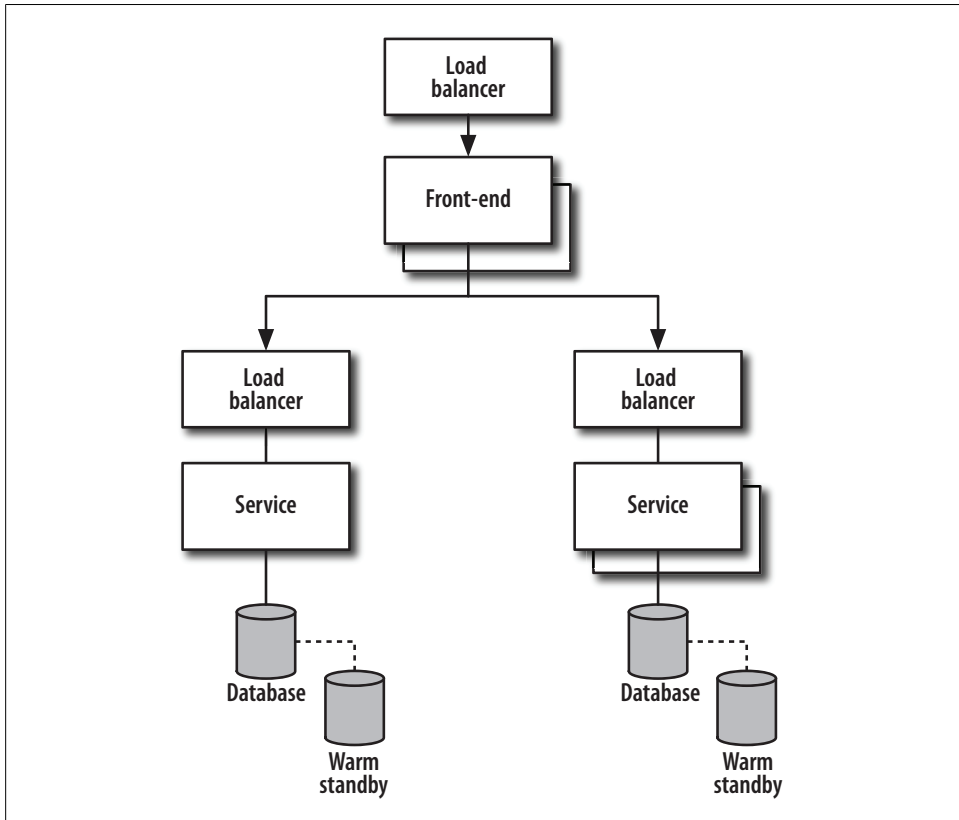 Load
balancer
Front-end
Load
balancer
Load
balancer
Service
Service
Database
Database
Warm
standby
Warm
standby